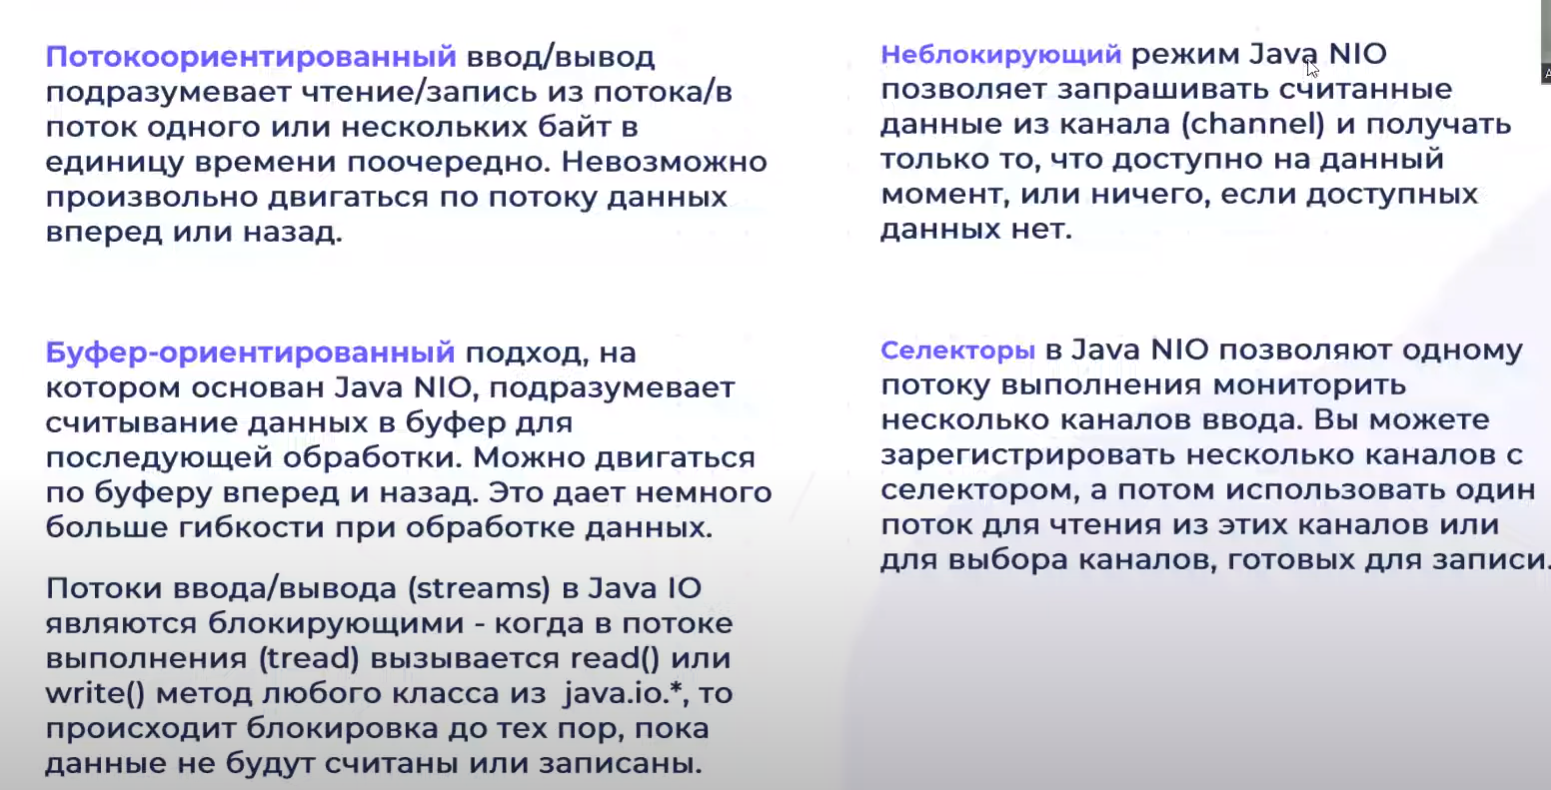 Потокоориентированный ввод/вывод
подразумевает чтение/запись из потока/в
поток одного или нескольких байт в
единицу времени поочередно. Невозможно
произвольно двигаться по потоку данных
вперед или назад.
Буфер-ориентированный подход, на
котором основан Java NIO, подразумевает
считывание данных в буфер для
последующей обработки. Можно двигаться
по буферу вперед и назад. Это дает немного
больше гибкости при обработке данных.
Потоки ввода/вывода (streams) в Java IO
являются блокирующими - когда в потоке
выполнения (tread) вызывается read() или
write() метод любого класса из java.io.*, то
происходит блокировка до тех пор, пока
данные не будут считаны или записаны.
Неблокирующий режим Java NIO
позволяет запрашивать считанные
данные из канала (channel) и получать
только то, что доступно на данный
момент, или ничего, если доступных
данных нет.
Селекторы в Java NIO позволяют одному
потоку выполнения мониторить
несколько каналов ввода. Вы можете
зарегистрировать несколько каналов с
селектором, а потом использовать один
поток для чтения из этих каналов или
для выбора каналов, готовых для записи.